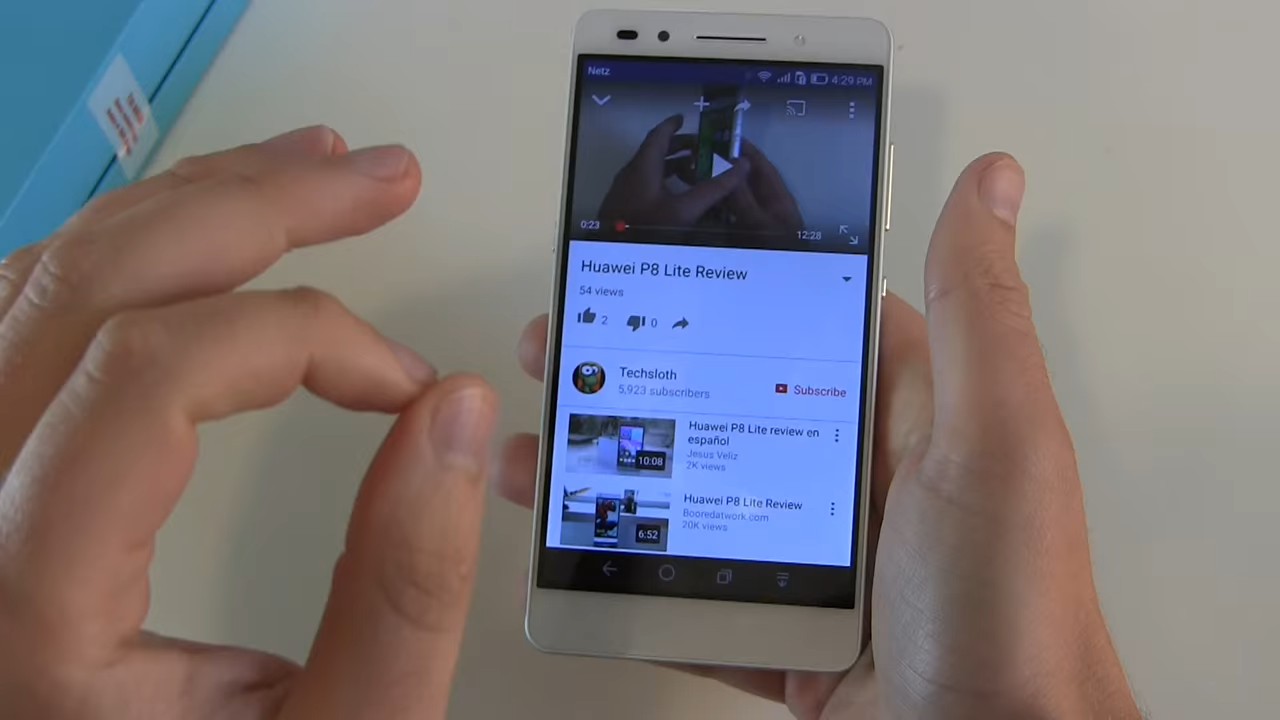 Netz
4:29 PM
0:23
12:28
Huawei P8 Lite Review
54 views
2
0
Techsloth
5,923 subscribers
Subscribe
10:08
Huawei P8 Lite review en
español
Jesus Veliz
2K views
6:52
Huawei P8 Lite Review
Booredatwork.com
20K views